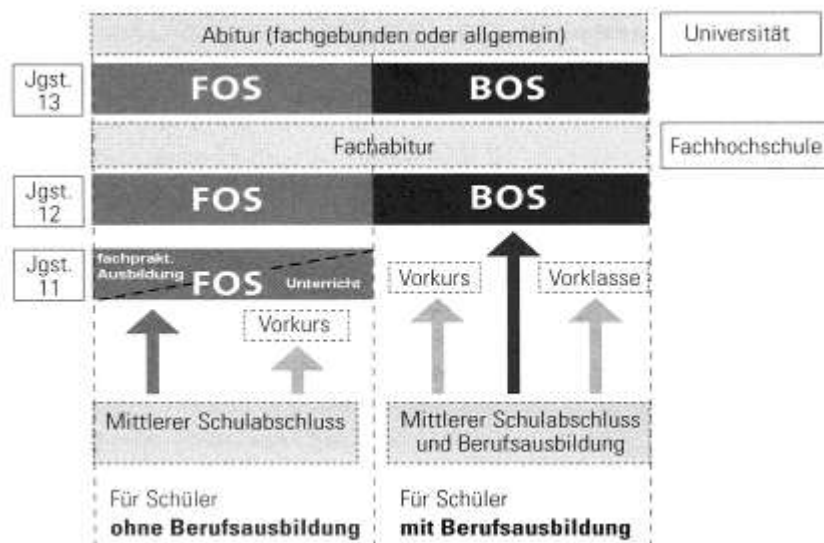 Abitur (fachgebunden oder allgemein)
Universität
Jgst.
13
FOS
BOS
Fachabitur
Fachhochschule
Jgst.
12
FOS
BOS
Jgst.
11
fachprakt.
Ausbildung
FOS
Unterricht
Vorkurs
Vorklasse
Vorkurs
Mittlerer Schulabschluss
Mittlerer Schulabschluss
und Berufsausbildung
Für Schüler
ohne Berufsausbildung
Für Schüler
mit Berufsausbildung